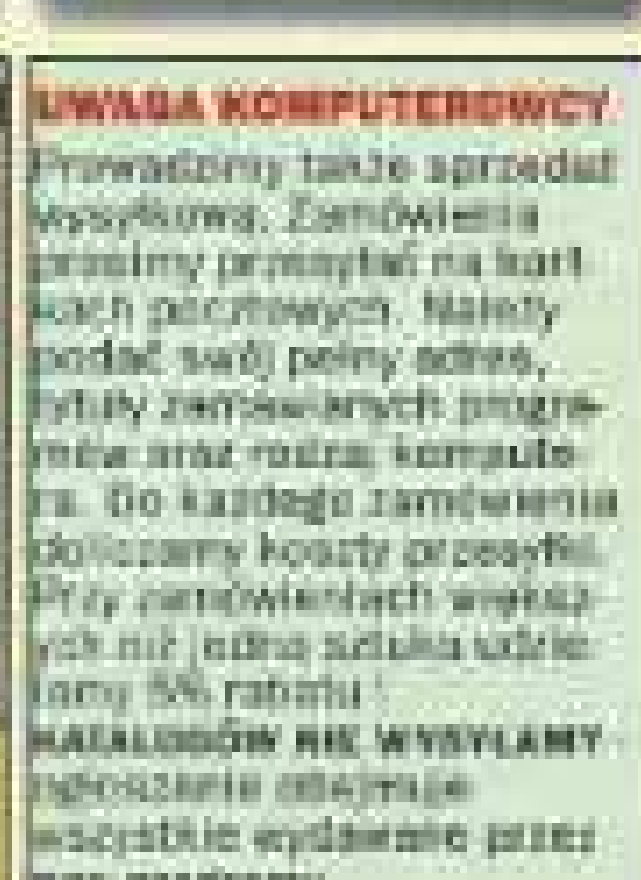 UWAGA KOMPUTEROWCY
Prowadzimy także sprzedaż
wysyłkową. Zamówienia
prosimy przesyłać na kart-
kach pocztowych. Należy
podać swój pełny adres,
tytuły zamawianych progra-
mów oraz rodzaj kompute-
ra. Do każdego zamówienia
doliczamy koszty przesyłki.
Przy zamówieniach większ-
ych niż jedna sztuka udzie-
lamy 5% rabatu!
KATALOGÓW NIE WYSYŁAMY
ogłoszenie obejmuje
wszystkie wydawane przez